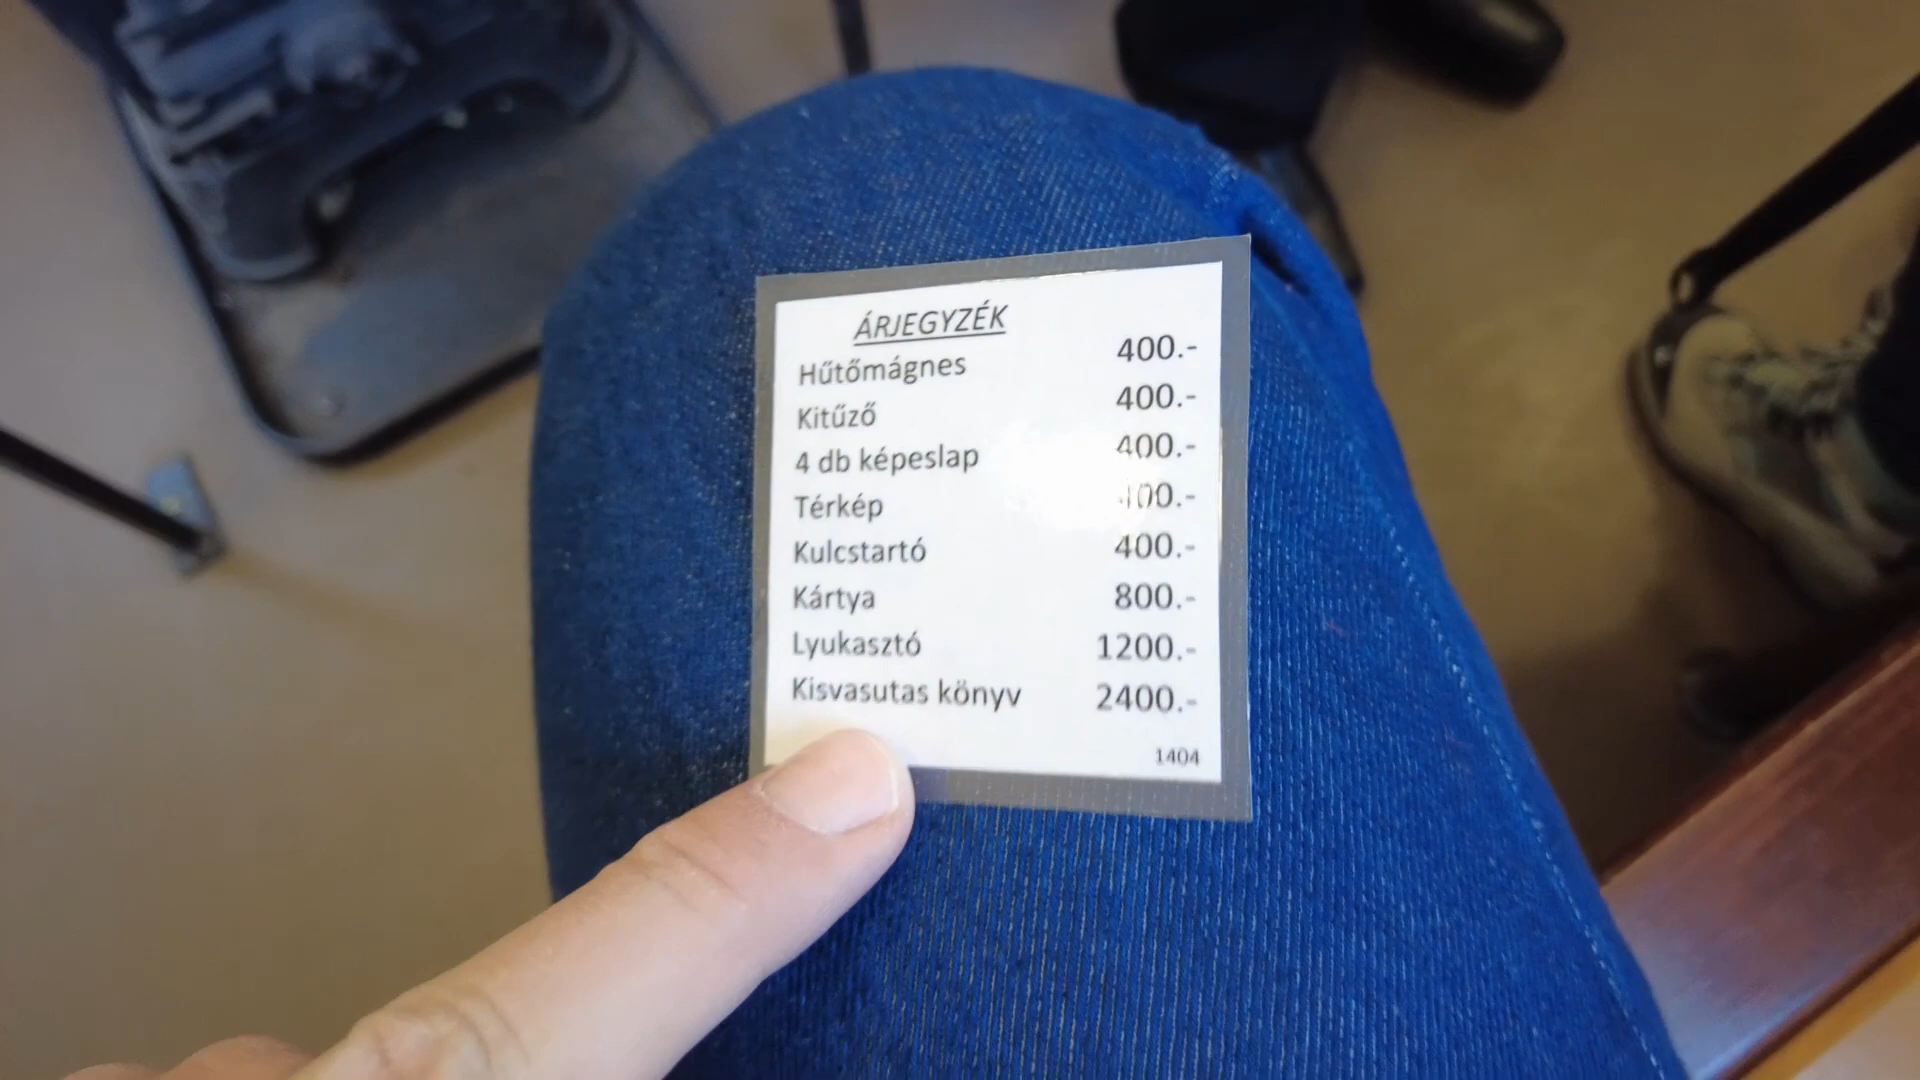 ÁRJEGYZÉK
Hűtőmágnes 400.-
Kitűző 400.-
4 db képeslap 400.-
Térkép 400.-
Kulcstartó 400.-
Kártya 800.-
Lyukasztó 1200.-
Kisvasutas könyv 2400.-
1404